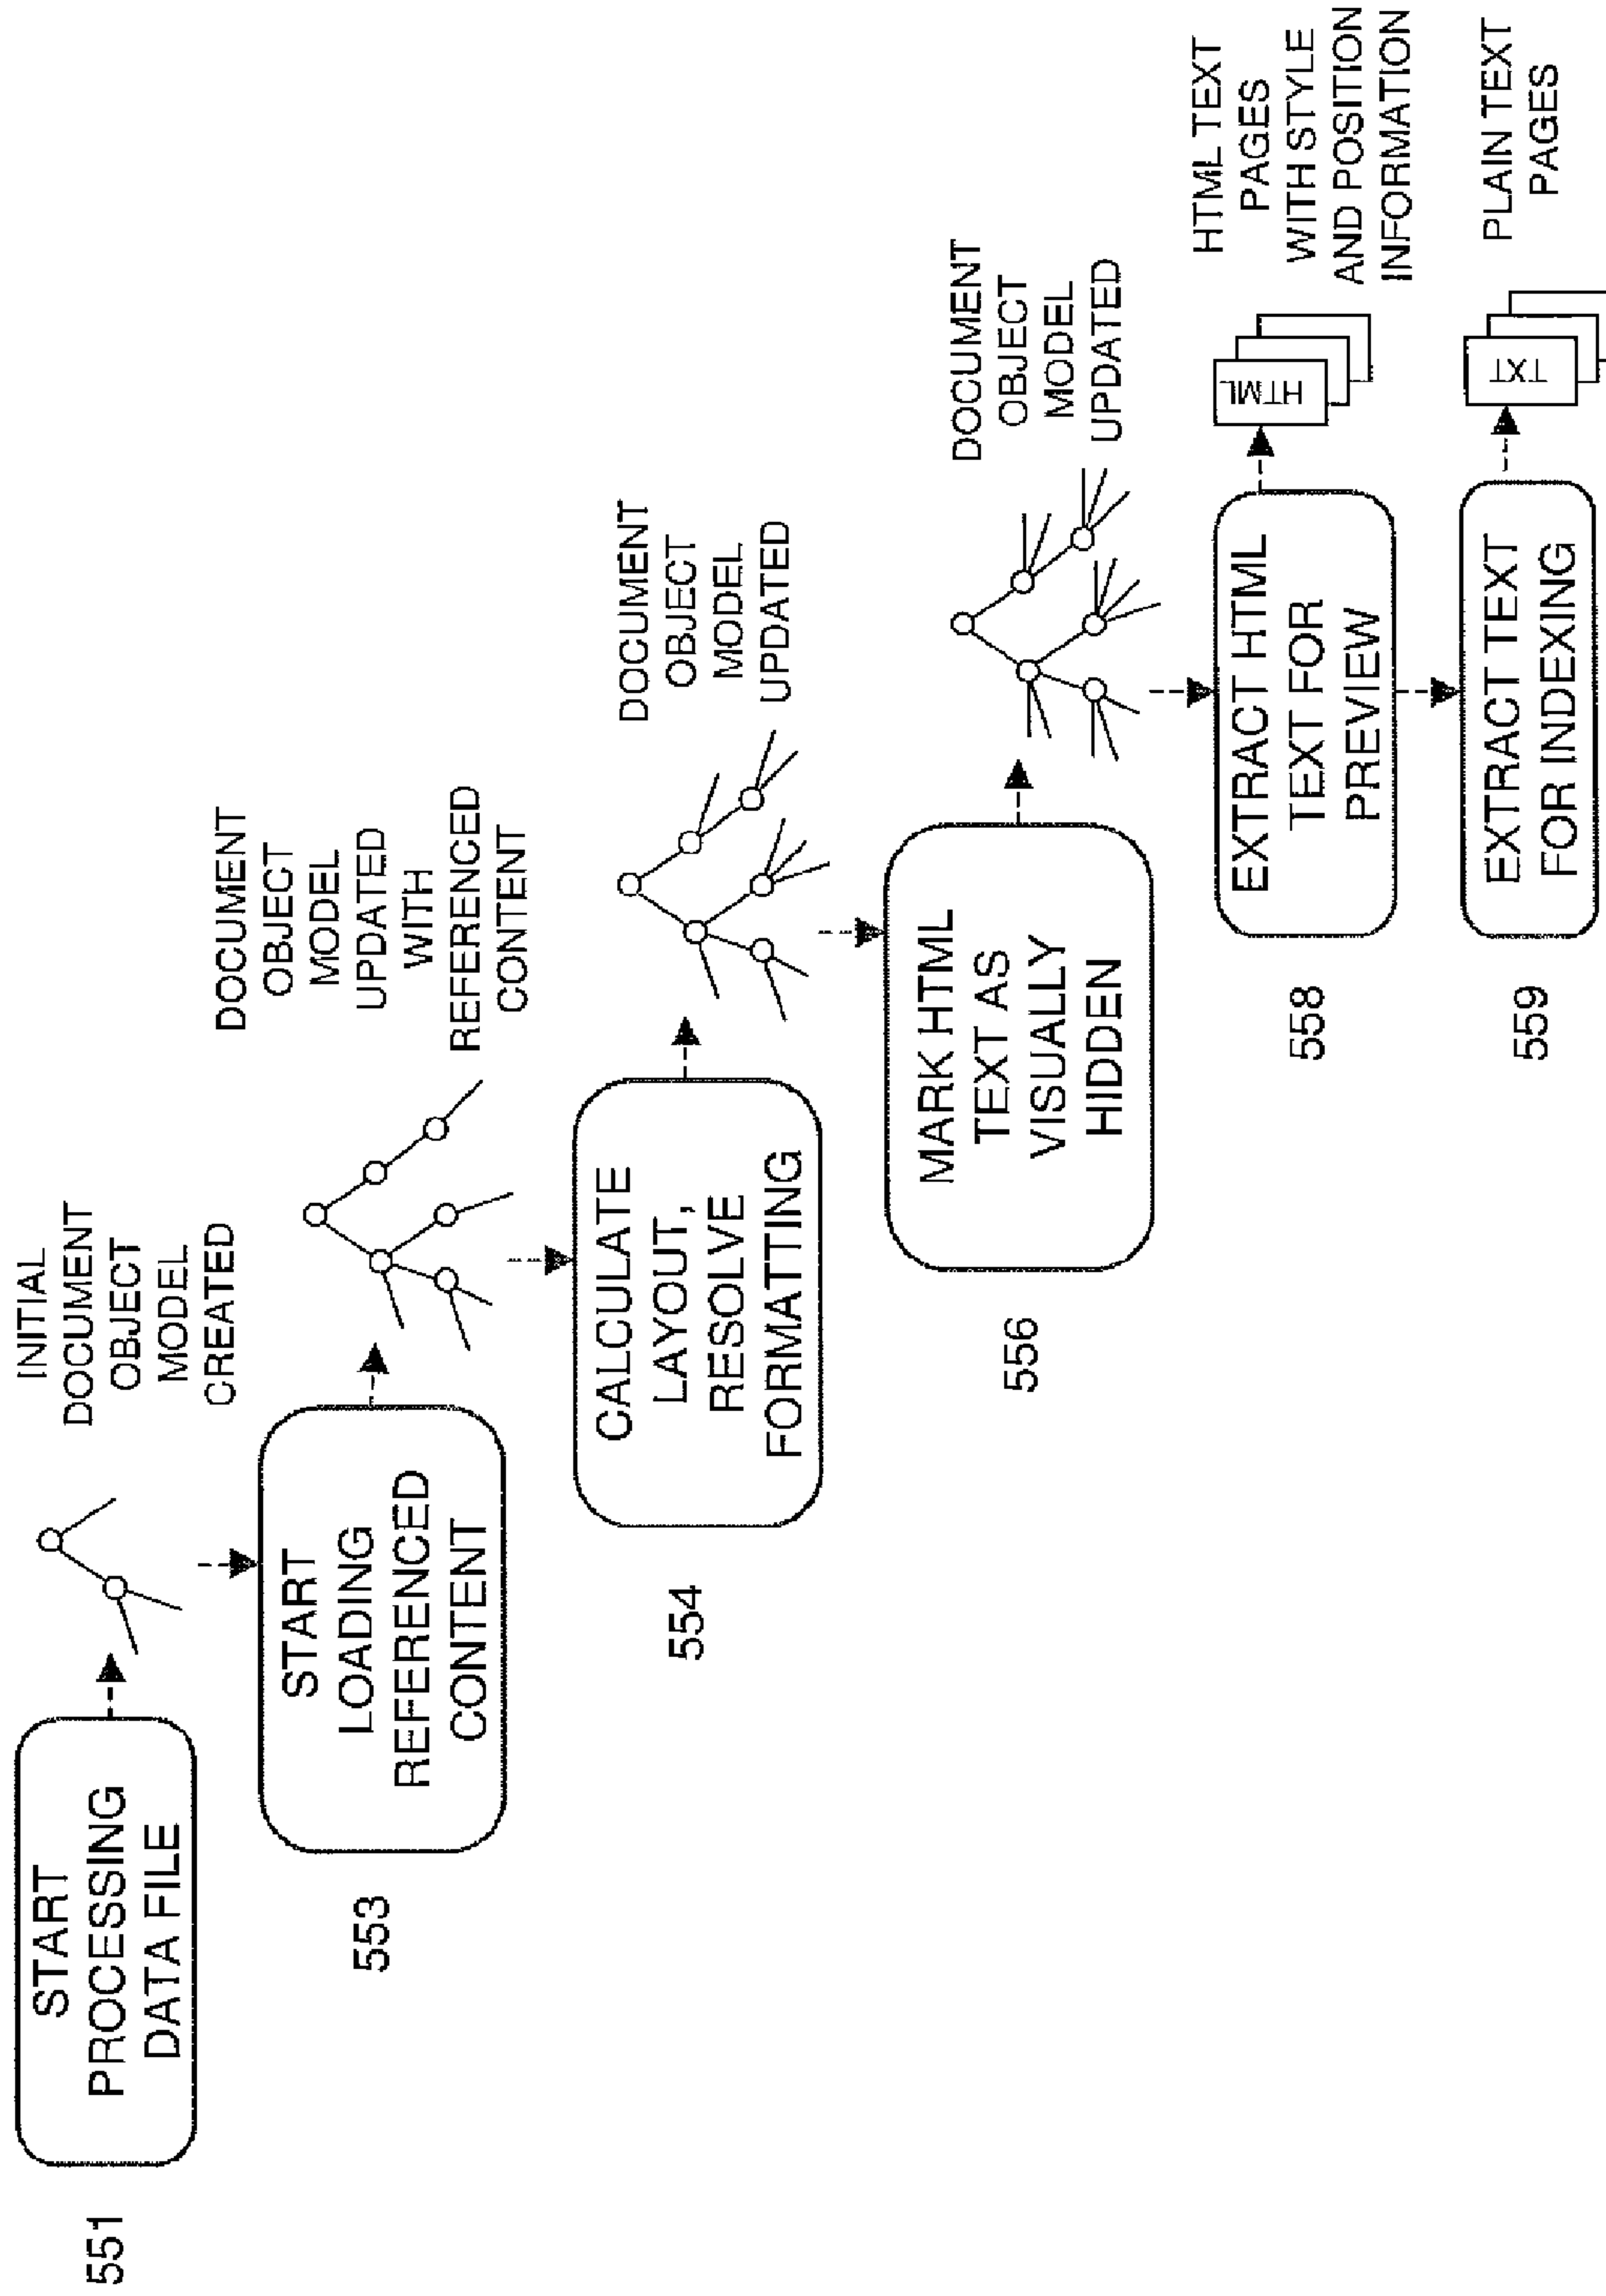 551
START
PROCESSING
DATA FILE
INITIAL
DOCUMENT
OBJECT
MODEL
CREATED
553
START
LOADING
REFERENCED
CONTENT
DOCUMENT
OBJECT
MODEL
UPDATED
WITH
REFERENCED
CONTENT
554
CALCULATE
LAYOUT,
RESOLVE
FORMATTING
DOCUMENT
OBJECT
MODEL
UPDATED
556
MARK HTML
TEXT AS
VISUALLY
HIDDEN
DOCUMENT
OBJECT
MODEL
UPDATED
558
EXTRACT HTML
TEXT FOR
PREVIEW
HTML
HTML TEXT
PAGES
WITH STYLE
AND POSITION
INFORMATION
559
EXTRACT TEXT
FOR INDEXING
TXT
PLAIN TEXT
PAGES